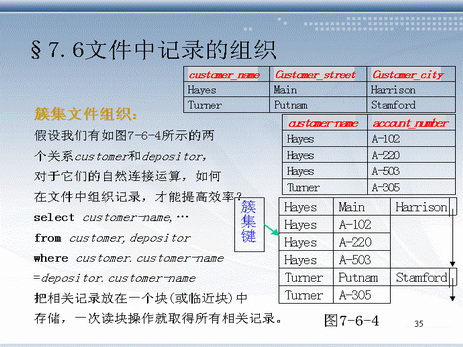 §7.6文件中记录的组织
customer_name Customer_street Customer_city
Hayes Main Harrison
Turner Putnam Stamford
簇集文件组织：
customer-name account_number
Hayes A-102
Hayes A-220
Hayes A-503
Turner A-305
假设我们有如图7-6-4所示的两
个关系customer和depositor，
对于它们的自然连接运算，如何
在文件中组织记录，才能提高效率？
select customer-name,…
from customer,depositor
where customer.customer-name
=depositor.customer-name
把相关记录放在一个块(或临近块)中
存储，一次读块操作就取得所有相关记录。
簇集键
Hayes Main Harrison
Hayes A-102
Hayes A-220
Hayes A-503
Turner Putnam Stamford
Turner A-305
图7-6-4
35